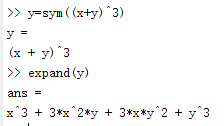 >> y=sym((x+y)^3)
y =
(x + y)^3
>> expand(y)
ans =
x^3 + 3*x^2*y + 3*x*y^2 + y^3